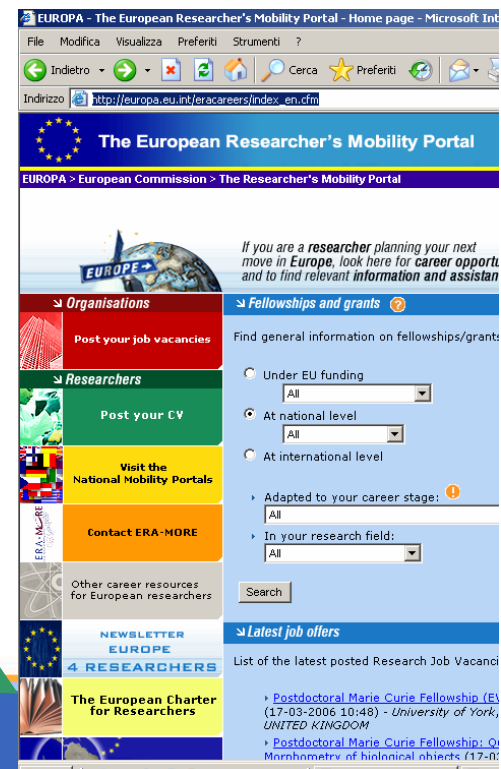 EUROPA - The European Researcher's Mobility Portal - Home page - Microsoft Int
File Modifica Visualizza Preferiti Strumenti ?
Indietro Cerca Preferiti
Indirizzo http://europa.eu.int/eracareers/index_en.cfm
The European Researcher's Mobility Portal
EUROPA > European Commission > The Researcher's Mobility Portal
EUROPE
If you are a researcher planning your next
move in Europe, look here for career opportu
and to find relevant information and assistan
Organisations
Post your job vacancies
Researchers
Post your CV
Visit the
National Mobility Portals
ERA-MORE
Contact ERA-MORE
Other career resources
for European researchers
NEWSLETTER
EUROPE
4 RESEARCHERS
The European Charter
for Researchers
Fellowships and grants ?
Find general information on fellowships/grants
Under EU funding
All
At national level
All
At international level
Adapted to your career stage: !
All
In your research field:
All
Search
Latest job offers
List of the latest posted Research Job Vacanci
Postdoctoral Marie Curie Fellowship (EV
(17-03-2006 10:48) - University of York,
UNITED KINGDOM
Postdoctoral Marie Curie Fellowship: Q
Morphometry of biological objects (17-03